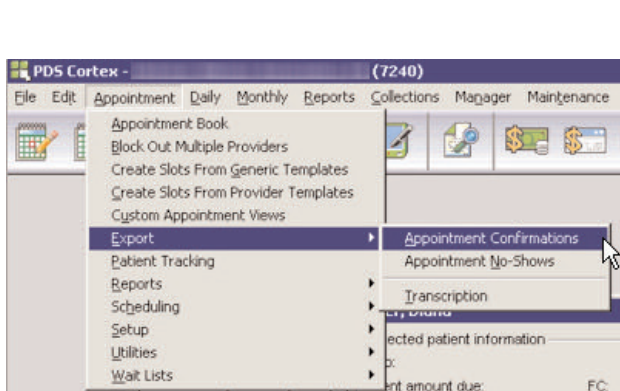 PDS Cortex - (7240)
File Edit Appointment Daily Monthly Reports Collections Manager Maintenance
Appointment Book
Block Out Multiple Providers
Create Slots From Generic Templates
Create Slots From Provider Templates
Custom Appointment Views
Export
Appointment Confirmations
Patient Tracking
Appointment No-Shows
Reports
Transcription
Scheduling
Setup
ected patient information
Utilities
Wait Lists
nt amount due: FC: